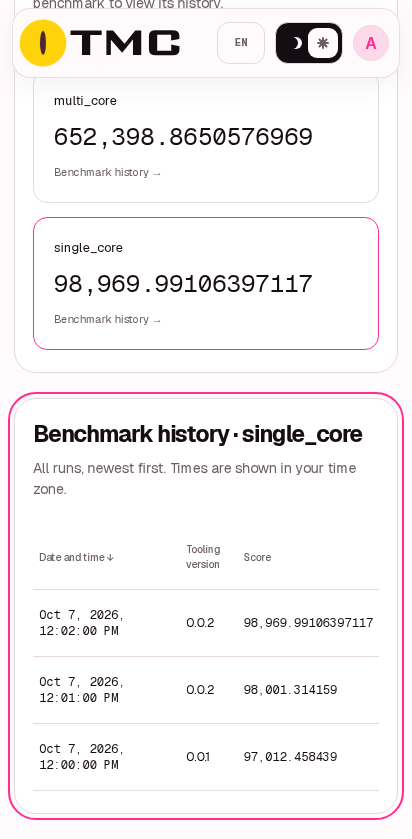 benchmark to view its history.
TMC
EN
A
multi_core
652,398.8650576969
Benchmark history →
single_core
98,969.99106397117
Benchmark history →
Benchmark history · single_core
All runs, newest first. Times are shown in your time
zone.
Date and time ↓ Tooling version Score
Oct 7, 2026, 12:02:00 PM 0.0.2 98,969.99106397117
Oct 7, 2026, 12:01:00 PM 0.0.2 98,001.314159
Oct 7, 2026, 12:00:00 PM 0.0.1 97,012.458439